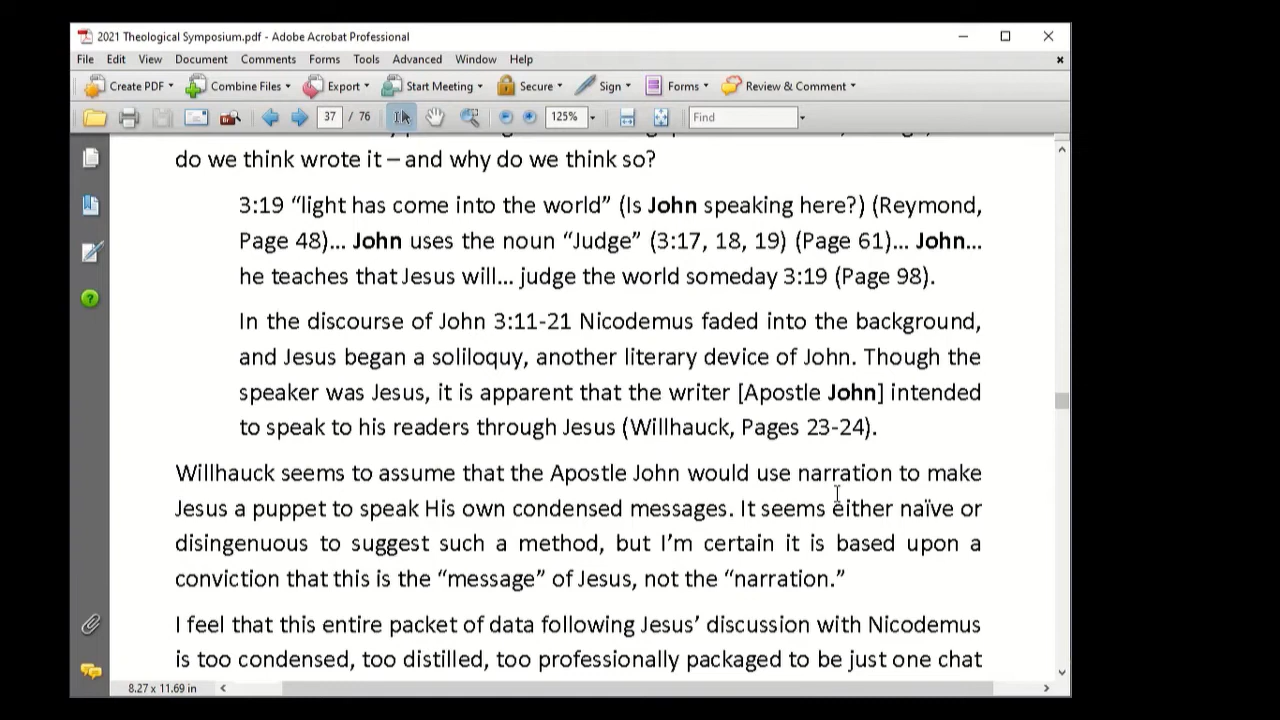 2021 Theological Symposium.pdf - Adobe Acrobat Professional
File Edit View Document Comments Forms Tools Advanced Window Help
Create PDF Combine Files Export Start Meeting Secure Sign Forms Review & Comment
37 / 76 125% Find
do we think wrote it – and why do we think so?
3:19 “light has come into the world” (Is John speaking here?) (Reymond,
Page 48)... John uses the noun “Judge” (3:17, 18, 19) (Page 61)... John...
he teaches that Jesus will... judge the world someday 3:19 (Page 98).
In the discourse of John 3:11-21 Nicodemus faded into the background,
and Jesus began a soliloquy, another literary device of John. Though the
speaker was Jesus, it is apparent that the writer [Apostle John] intended
to speak to his readers through Jesus (Willhauck, Pages 23-24).
Willhauck seems to assume that the Apostle John would use narration to make
Jesus a puppet to speak His own condensed messages. It seems either naïve or
disingenuous to suggest such a method, but I’m certain it is based upon a
conviction that this is the “message” of Jesus, not the “narration.”
I feel that this entire packet of data following Jesus’ discussion with Nicodemus
is too condensed, too distilled, too professionally packaged to be just one chat
8.27 x 11.69 in